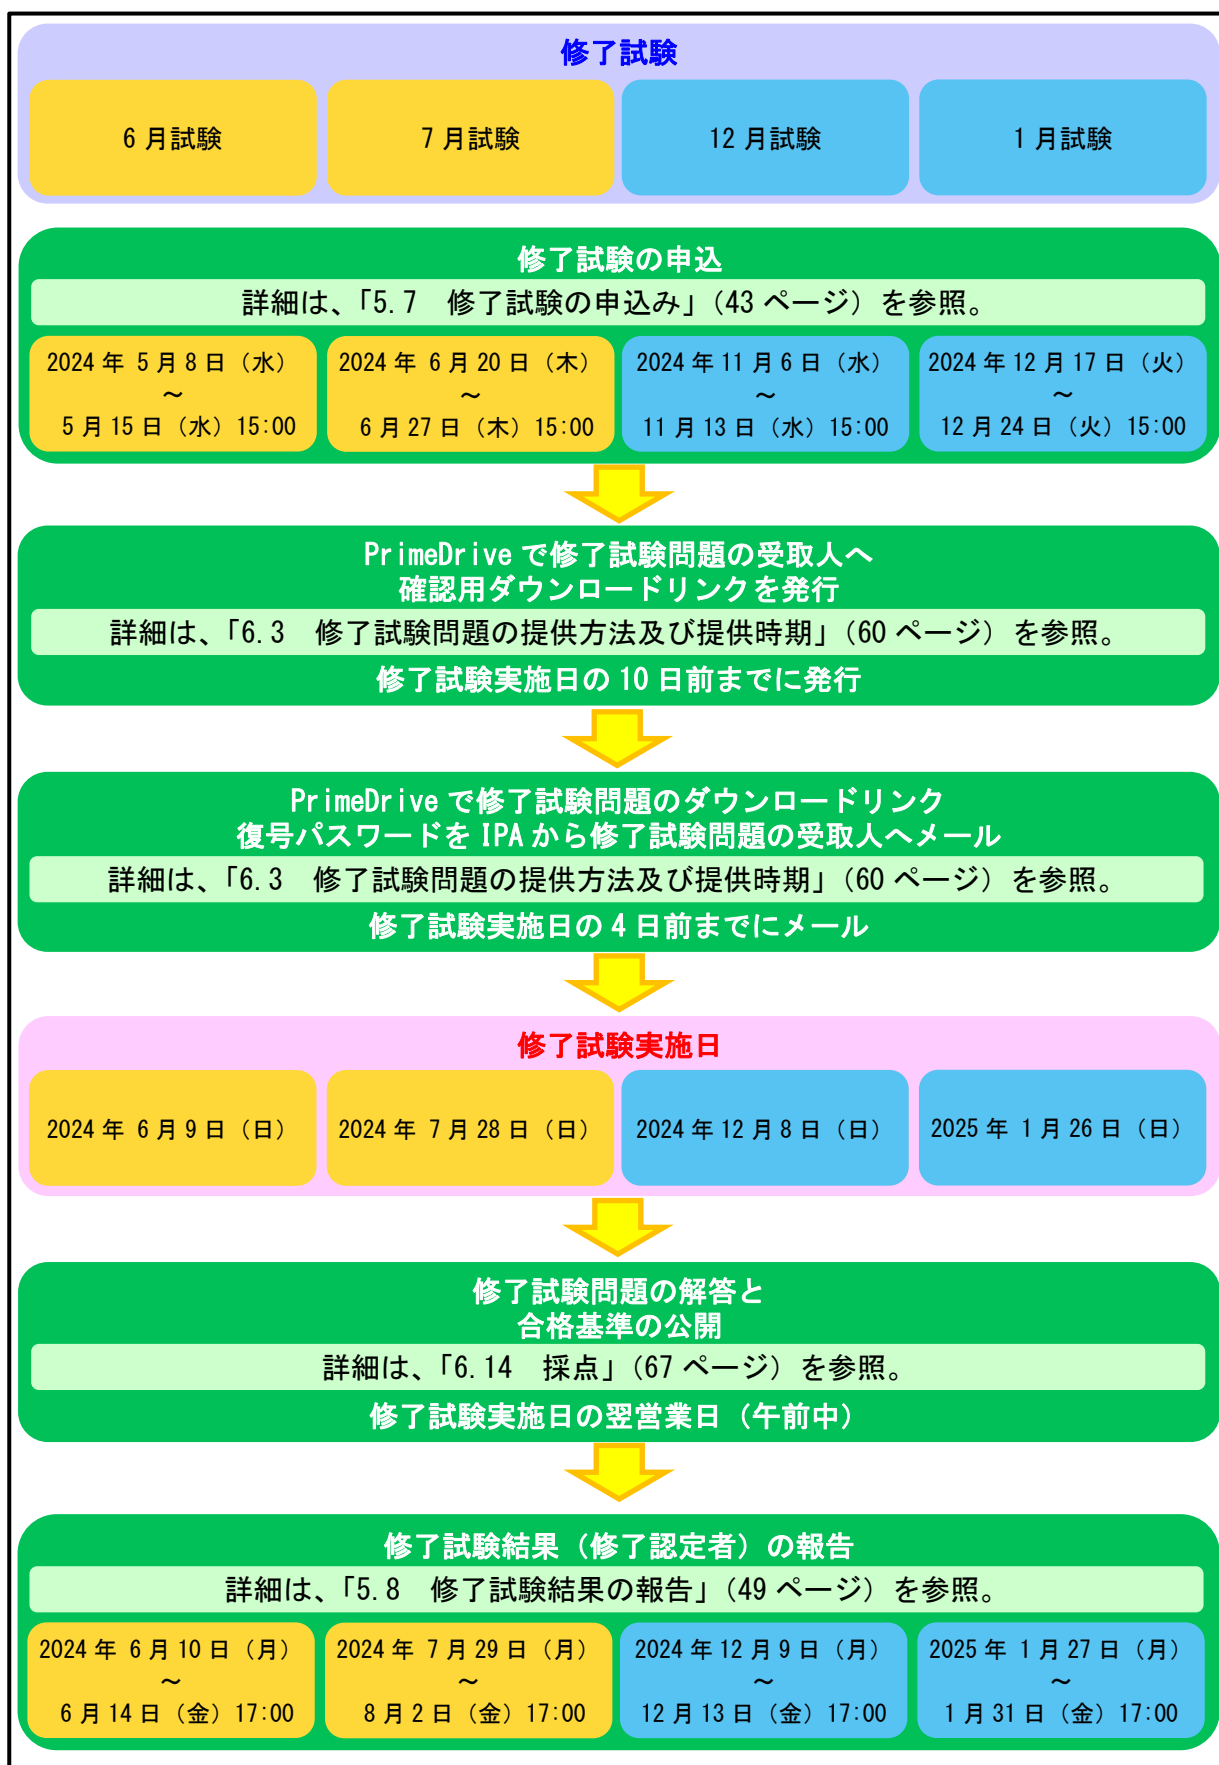 修了試験
6 月試験
7 月試験
12 月試験
1 月試験
修了試験の申込
詳細は、「5.7　修了試験の申込み」（43 ページ）を参照。
2024 年 5 月 8 日（水）
～
5 月 15 日（水）15:00
2024 年 6 月 20 日（木）
～
6 月 27 日（木）15:00
2024 年 11 月 6 日（水）
～
11 月 13 日（水）15:00
2024 年 12 月 17 日（火）
～
12 月 24 日（火）15:00
PrimeDrive で修了試験問題の受取人へ
確認用ダウンロードリンクを発行
詳細は、「6.3　修了試験問題の提供方法及び提供時期」（60 ページ）を参照。
修了試験実施日の 10 日前までに発行
PrimeDrive で修了試験問題のダウンロードリンク
復号パスワードを IPA から修了試験問題の受取人へメール
詳細は、「6.3　修了試験問題の提供方法及び提供時期」（60 ページ）を参照。
修了試験実施日の 4 日前までにメール
修了試験実施日
2024 年 6 月 9 日（日）
2024 年 7 月 28 日（日）
2024 年 12 月 8 日（日）
2025 年 1 月 26 日（日）
修了試験問題の解答と
合格基準の公開
詳細は、「6.14　採点」（67 ページ）を参照。
修了試験実施日の翌営業日（午前中）
修了試験結果（修了認定者）の報告
詳細は、「5.8　修了試験結果の報告」（49 ページ）を参照。
2024 年 6 月 10 日（月）
～
6 月 14 日（金）17:00
2024 年 7 月 29 日（月）
～
8 月 2 日（金）17:00
2024 年 12 月 9 日（月）
～
12 月 13 日（金）17:00
2025 年 1 月 27 日（月）
～
1 月 31 日（金）17:00